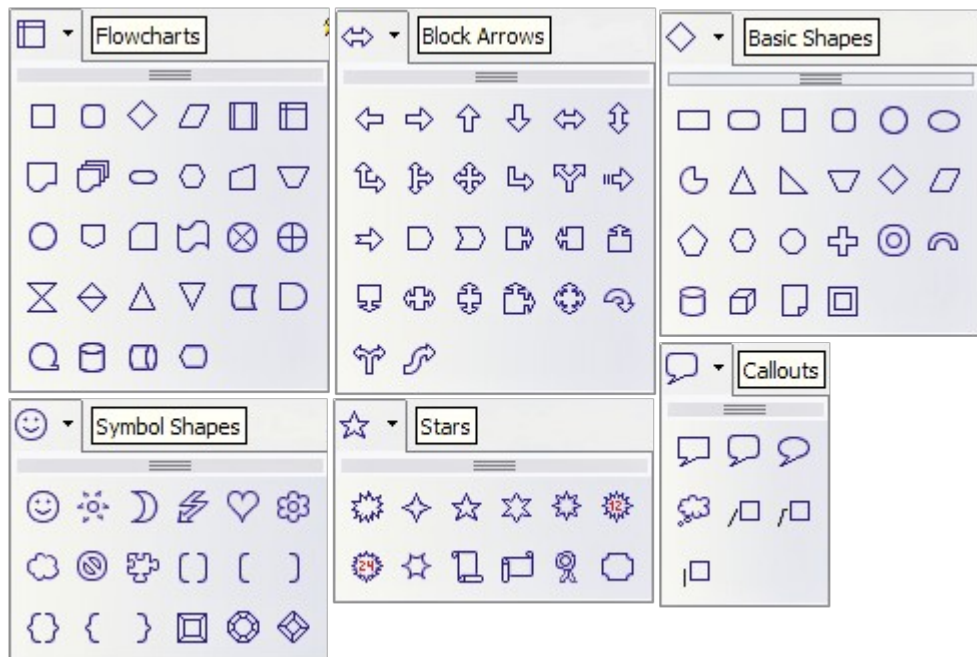 Flowcharts
Block Arrows
Basic Shapes
Callouts
Symbol Shapes
Stars
12
24